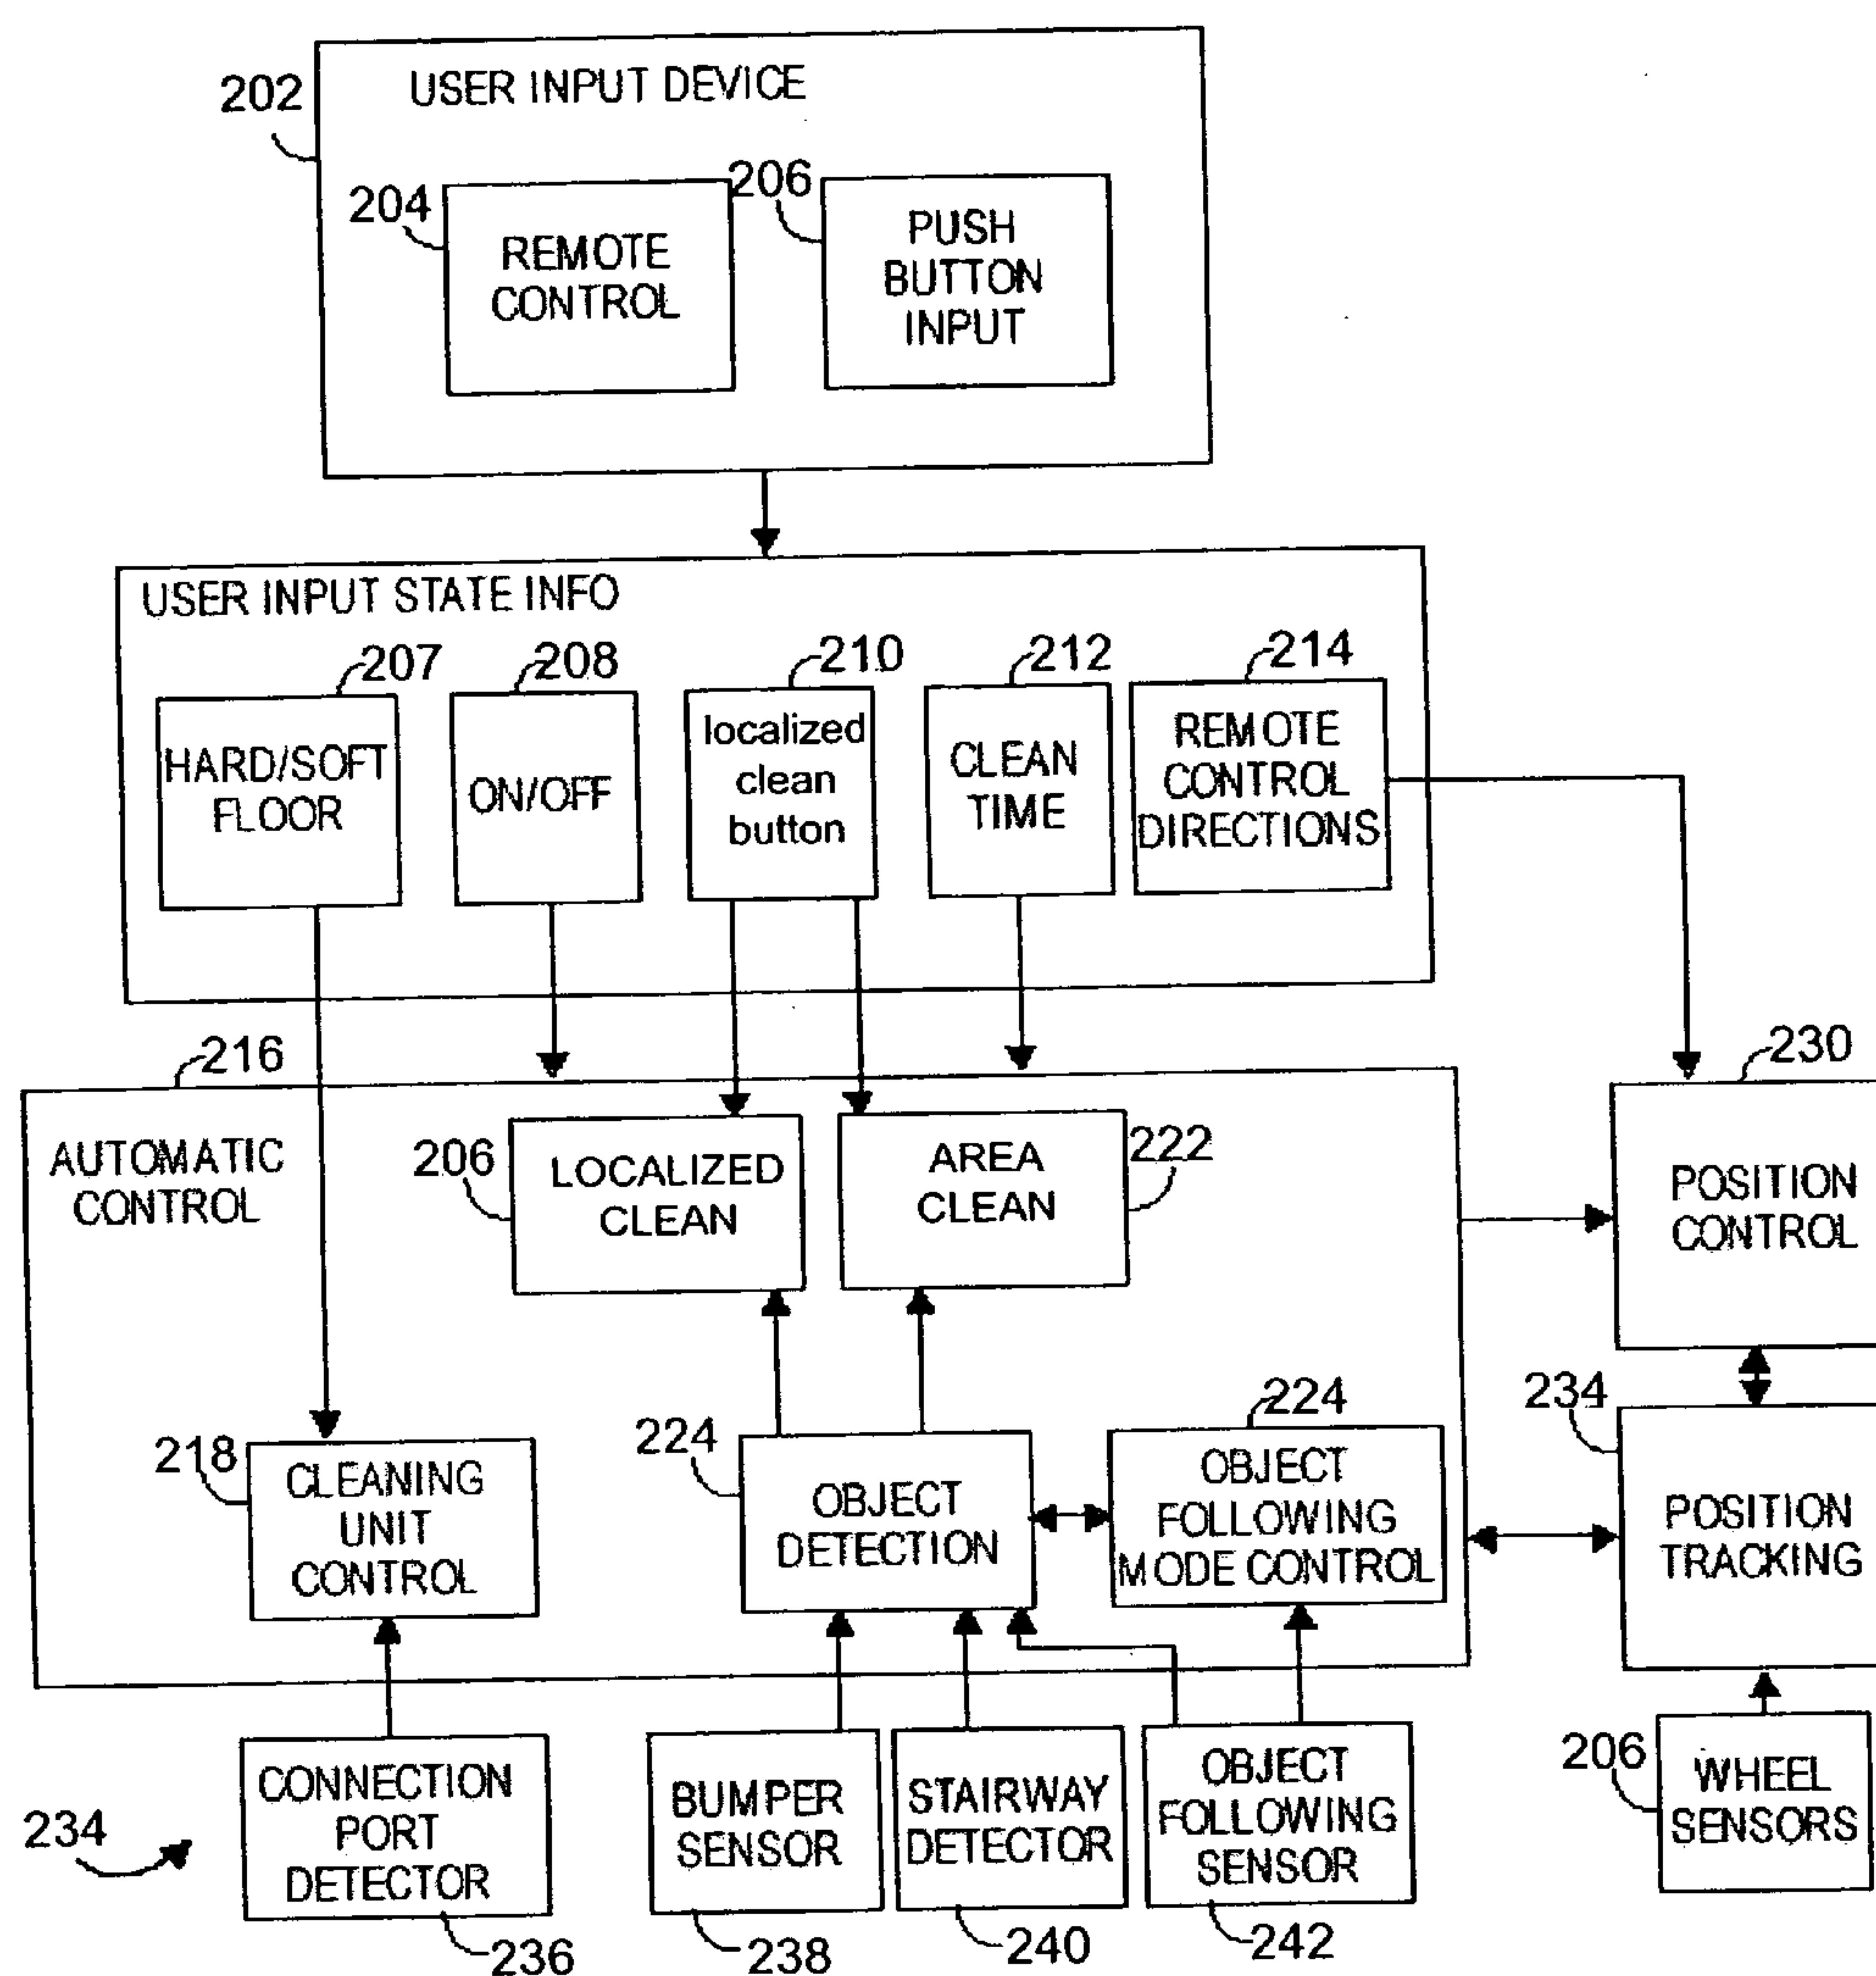 USER INPUT DEVICE
202
204
REMOTE
CONTROL
206
PUSH
BUTTON
INPUT
USER INPUT STATE INFO
207
HARD/SOFT
FLOOR
208
ON/OFF
210
localized
clean
button
212
CLEAN
TIME
214
REMOTE
CONTROL
DIRECTIONS
216
AUTOMATIC
CONTROL
206
LOCALIZED
CLEAN
AREA
CLEAN
222
230
POSITION
CONTROL
218
CLEANING
UNIT
CONTROL
224
OBJECT
DETECTION
224
OBJECT
FOLLOWING
MODE CONTROL
234
POSITION
TRACKING
234
CONNECTION
PORT
DETECTOR
236
BUMPER
SENSOR
238
STAIRWAY
DETECTOR
240
OBJECT
FOLLOWING
SENSOR
242
206
WHEEL
SENSORS